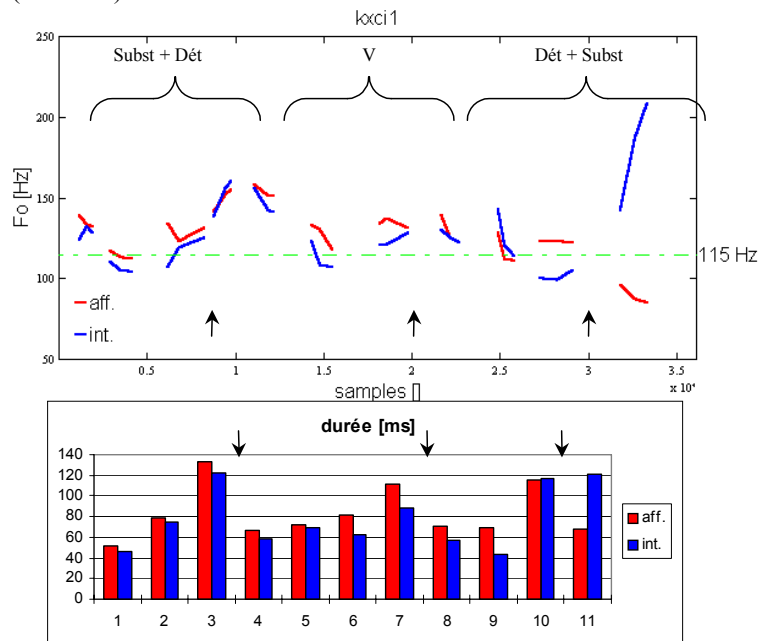 kxci1
250
200
150
100
50
Fo [Hz]
Subst + Dét
V
Dét + Subst
115 Hz
aff.
int.
0.5
1
1.5
2
2.5
3
3.5
x 10⁴
samples []
durée [ms]
140
120
100
80
60
40
20
0
1 2 3 4 5 6 7 8 9 10 11
aff.
int.